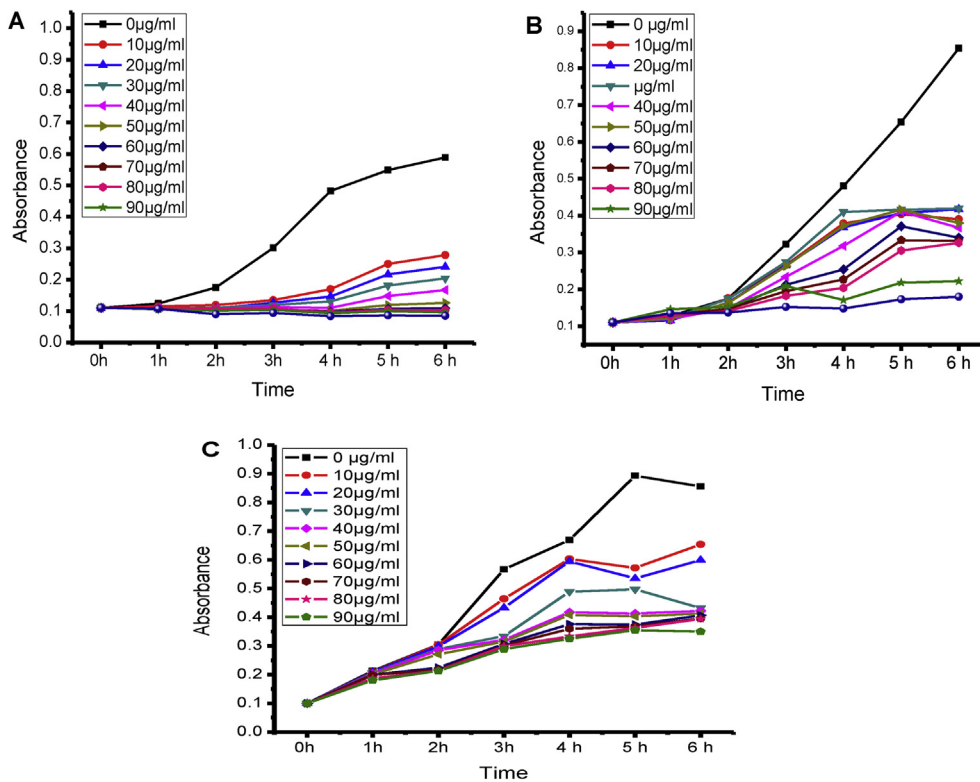 A
1.0
0.9
0.8
0.7
0.6
0.5
0.4
0.3
0.2
0.1
0.0
Absorbance
0μg/ml
10μg/ml
20μg/ml
30μg/ml
40μg/ml
50μg/ml
60μg/ml
70μg/ml
80μg/ml
90μg/ml
0h 1h 2h 3h 4 h 5 h 6 h
Time
B
0.9
0.8
0.7
0.6
0.5
0.4
0.3
0.2
0.1
Absorbance
0 μg/ml
10μg/ml
20μg/ml
μg/ml
40μg/ml
50μg/ml
60μg/ml
70μg/ml
80μg/ml
90μg/ml
0h 1h 2h 3h 4h 5h 6 h
Time
C
1.0
0.9
0.8
0.7
0.6
0.5
0.4
0.3
0.2
0.1
0.0
Absorbance
0 μg/ml
10μg/ml
20μg/ml
30μg/ml
40μg/ml
50μg/ml
60μg/ml
70μg/ml
80μg/ml
90μg/ml
0h 1h 2h 3h 4 h 5 h 6 h
Time